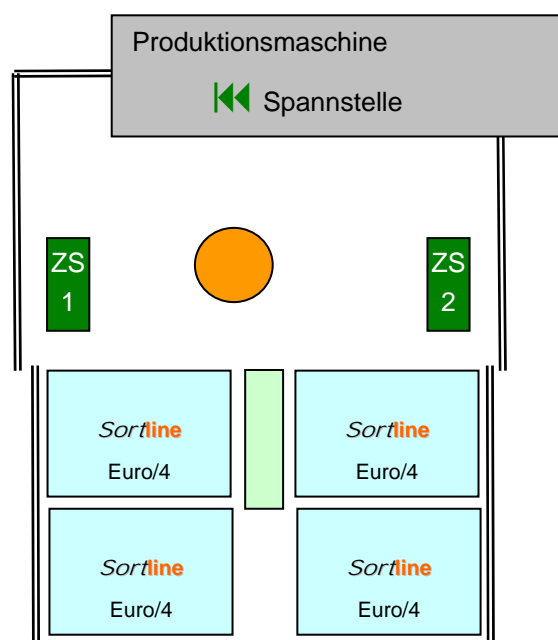 Produktionsmaschine
Spannstelle
ZS
1
ZS
2
Sortline
Euro/4
Sortline
Euro/4
Sortline
Euro/4
Sortline
Euro/4